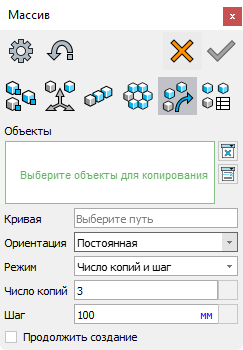 Массив
Объекты
Выберите объекты для копирования
Кривая Выберите путь
Ориентация Постоянная
Режим Число копий и шаг
Число копий 3
Шаг 100 мм
Продолжить создание